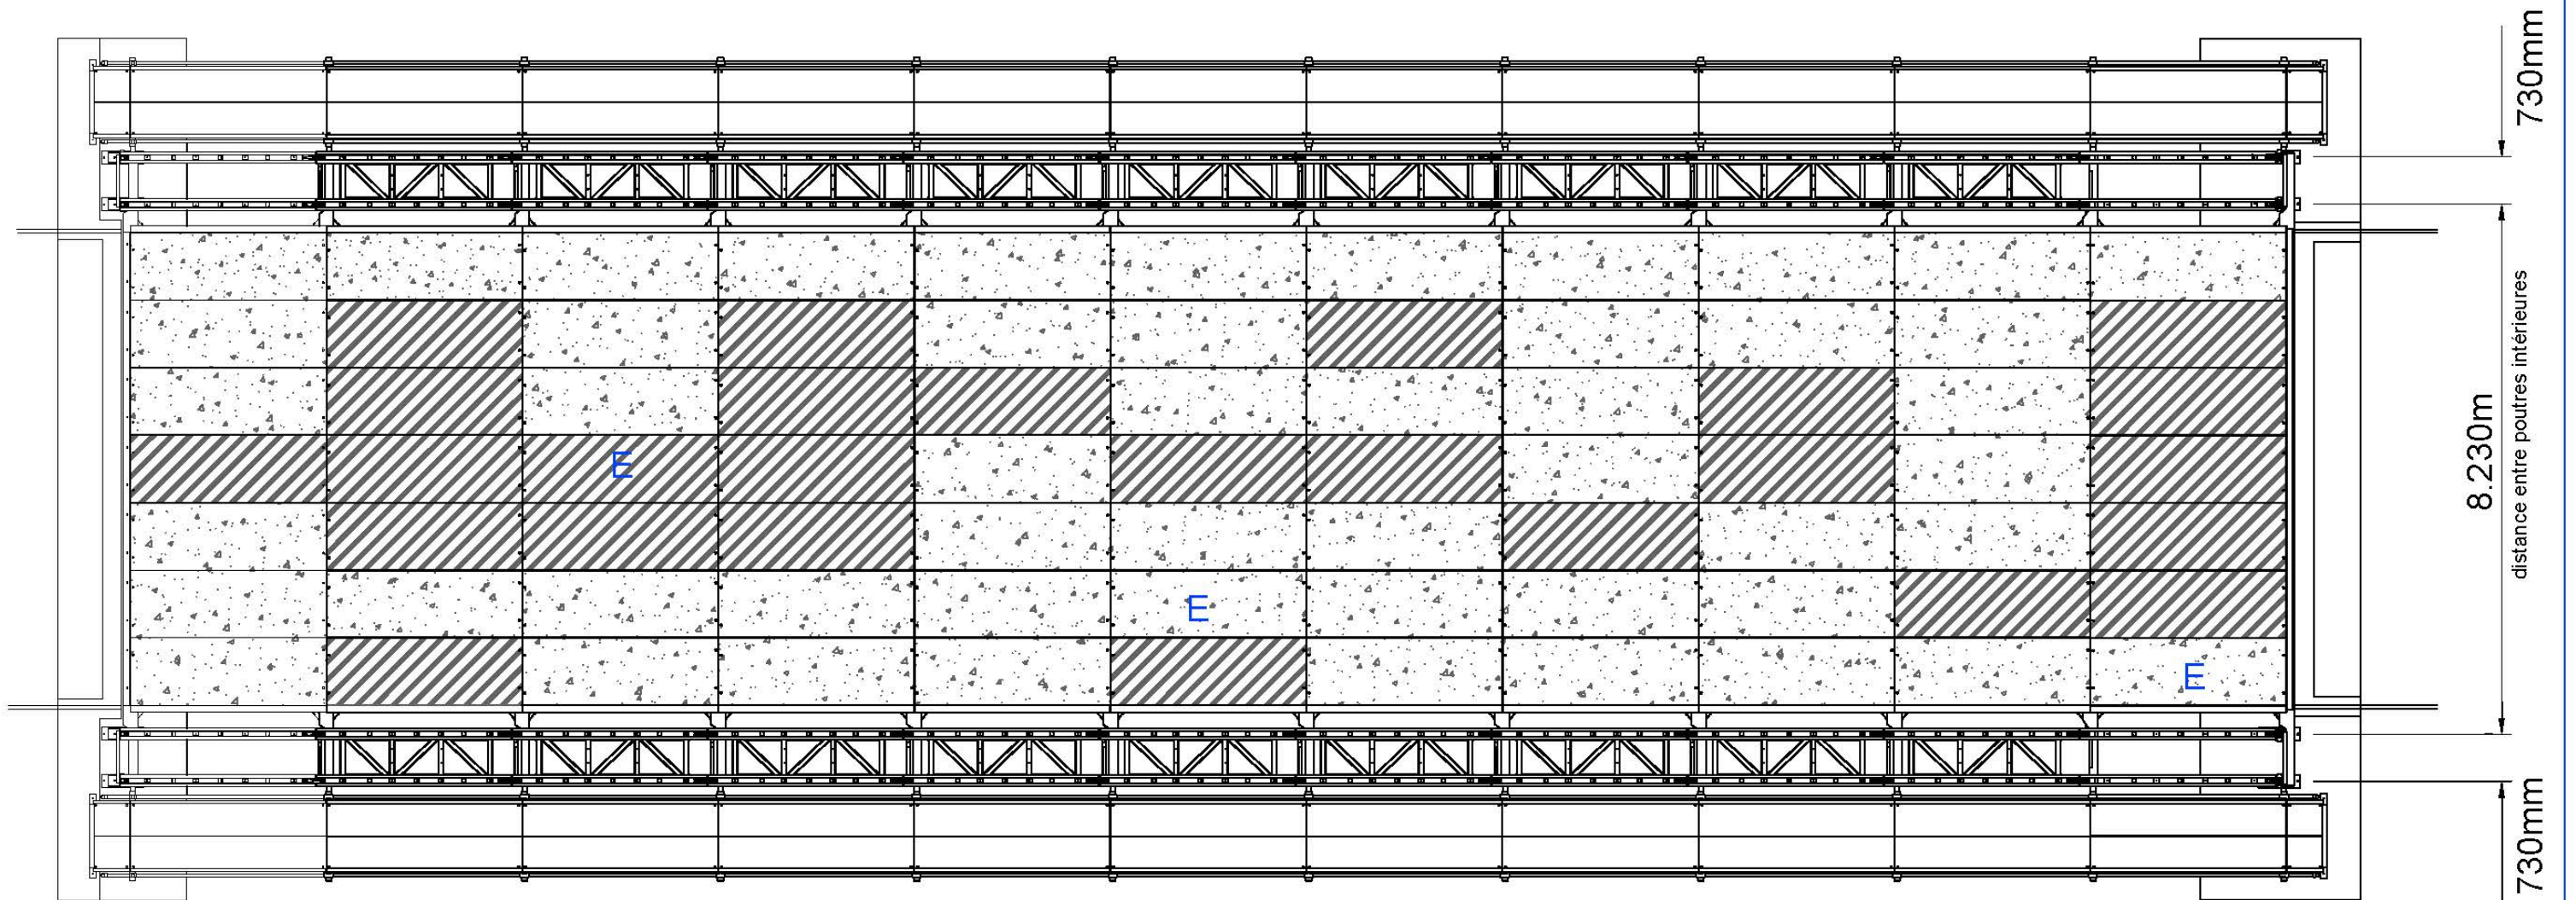 730mm
E
E
E
8.230m
distance entre poutres intérieures
730mm